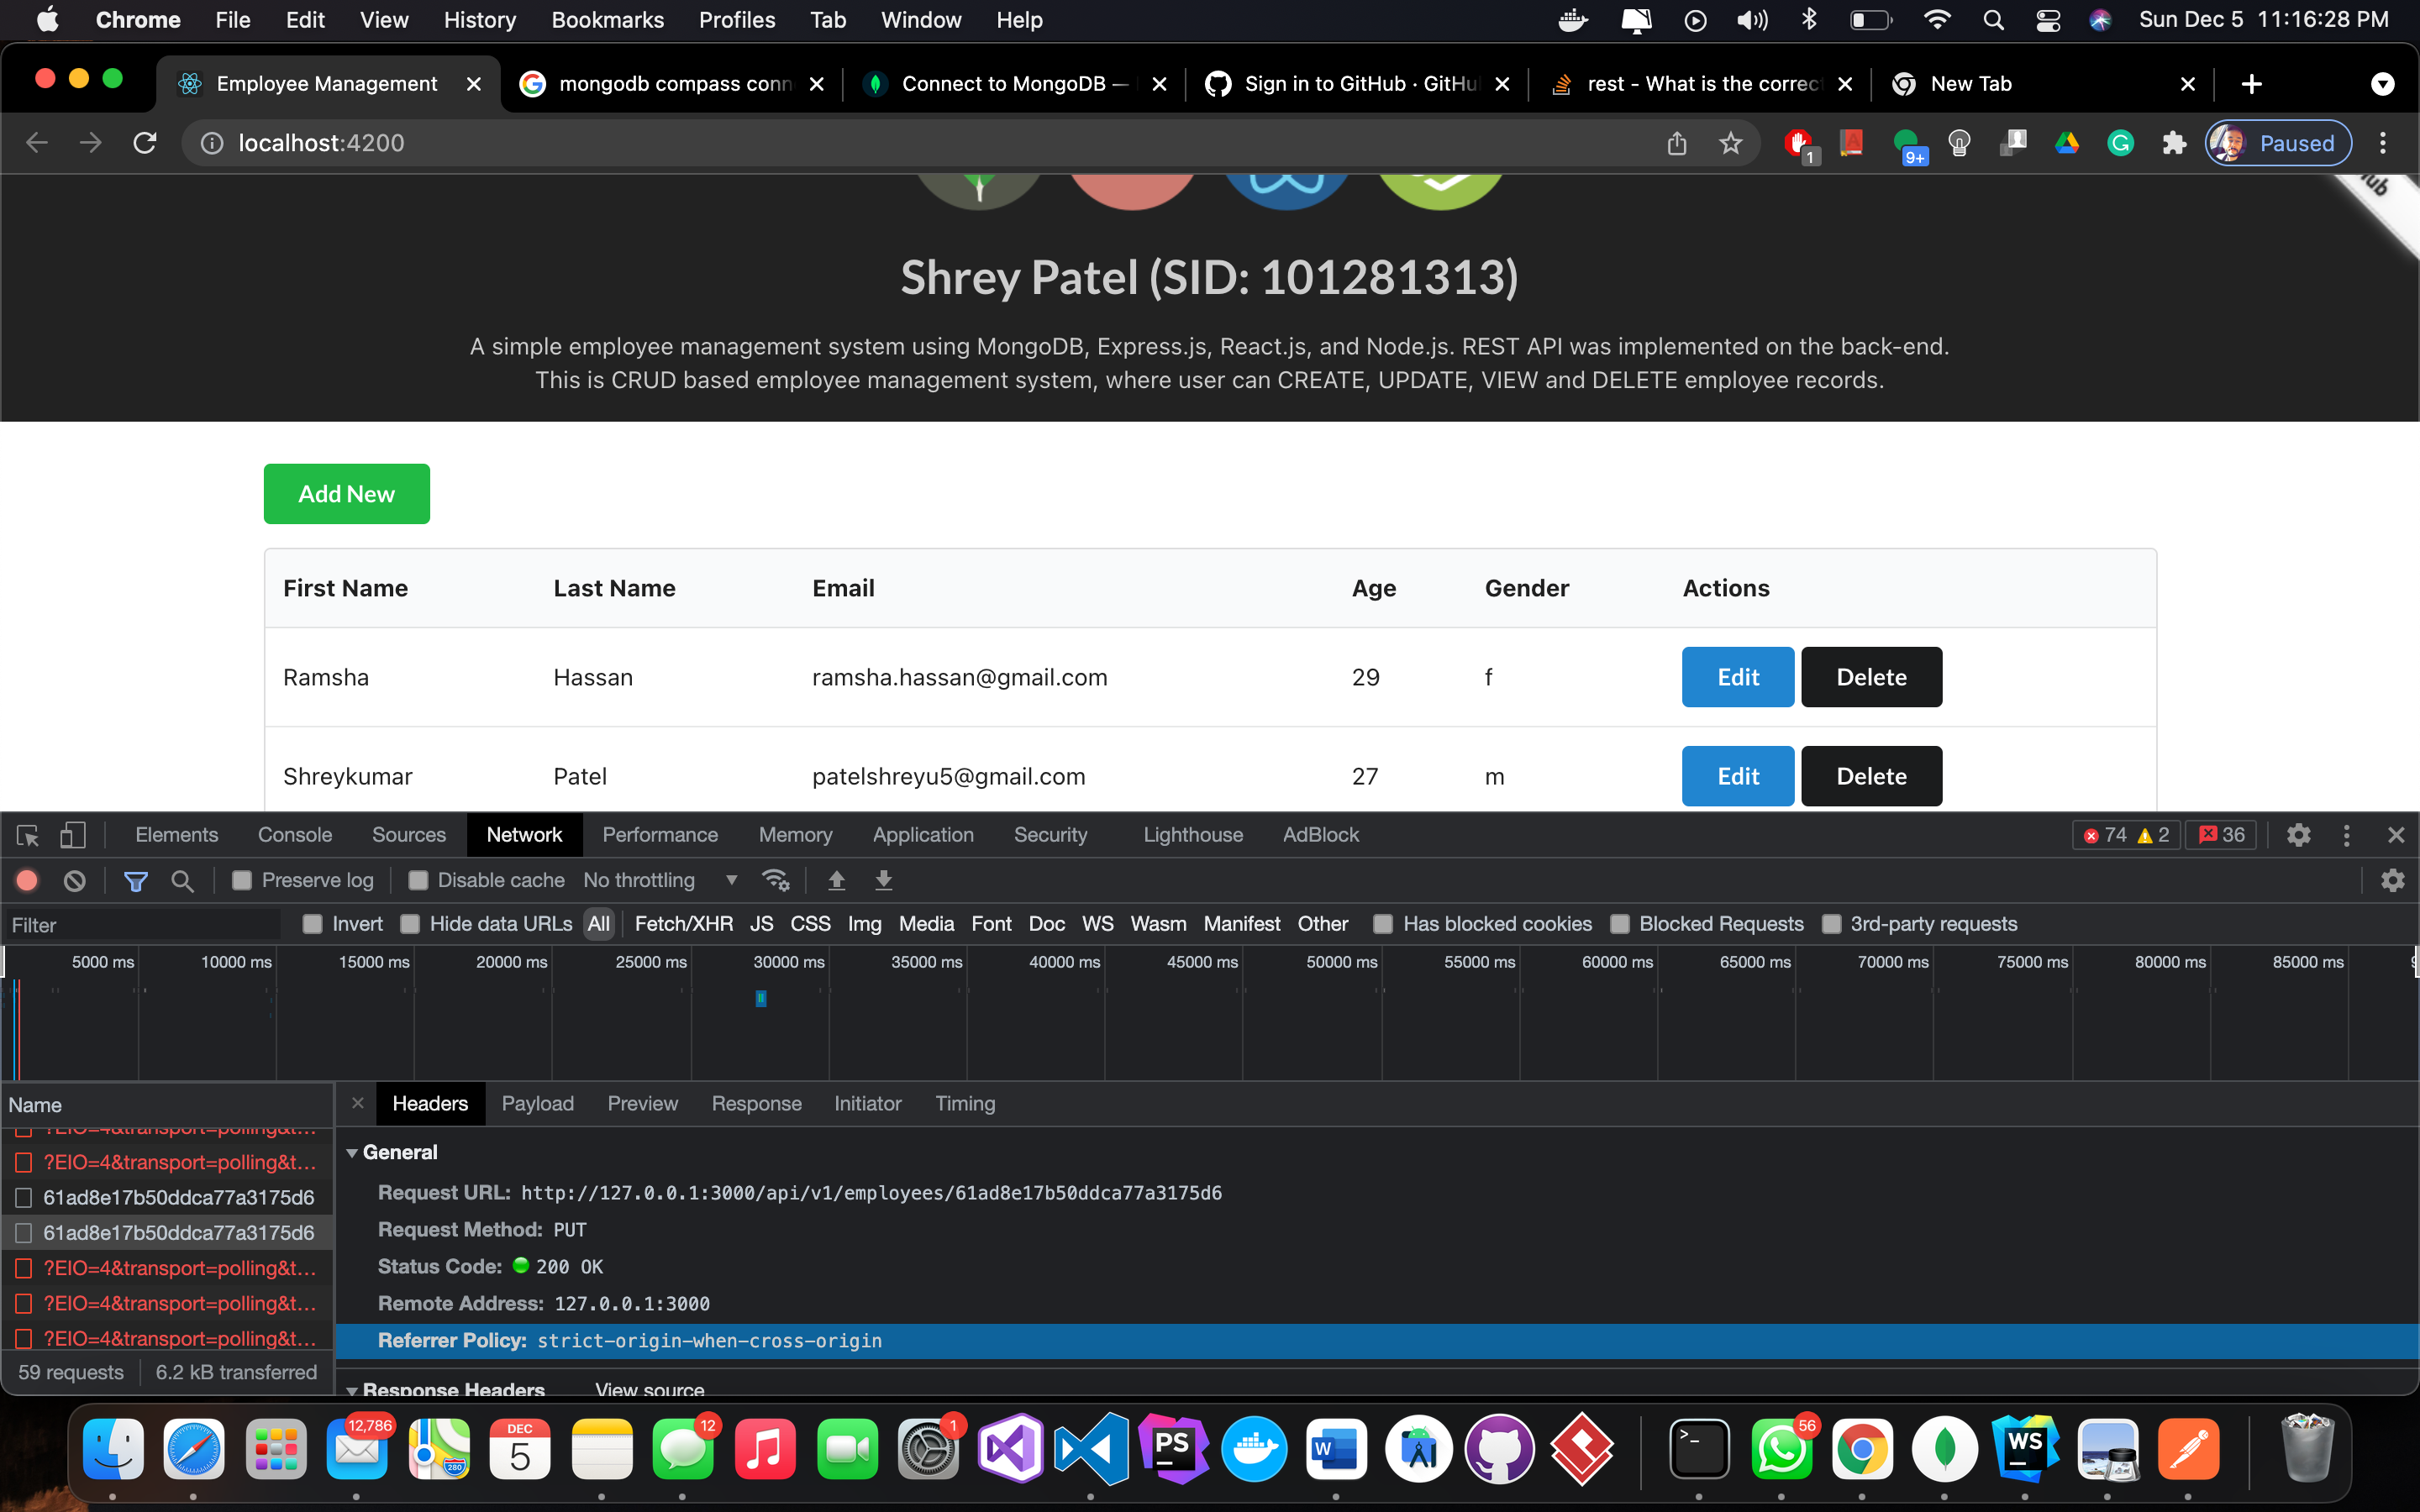 Chrome File Edit View History Bookmarks Profiles Tab Window Help Sun Dec 5 11:16:28 PM
Employee Management mongodb compass conn Connect to MongoDB — Sign in to GitHub · GitHu rest - What is the correct New Tab
localhost:4200 1 9+ Paused
Shrey Patel (SID: 101281313)
A simple employee management system using MongoDB, Express.js, React.js, and Node.js. REST API was implemented on the back-end.
This is CRUD based employee management system, where user can CREATE, UPDATE, VIEW and DELETE employee records.
Add New
First Name Last Name Email Age Gender Actions
Ramsha Hassan ramsha.hassan@gmail.com 29 f Edit Delete
Shreykumar Patel patelshreyu5@gmail.com 27 m Edit Delete
Elements Console Sources Network Performance Memory Application Security Lighthouse AdBlock 74 2 36
Preserve log Disable cache No throttling
Filter Invert Hide data URLs All Fetch/XHR JS CSS Img Media Font Doc WS Wasm Manifest Other Has blocked cookies Blocked Requests 3rd-party requests
5000 ms 10000 ms 15000 ms 20000 ms 25000 ms 30000 ms 35000 ms 40000 ms 45000 ms 50000 ms 55000 ms 60000 ms 65000 ms 70000 ms 75000 ms 80000 ms 85000 ms
Name Headers Payload Preview Response Initiator Timing
?EIO=4&transport=polling&t...
?EIO=4&transport=polling&t...
61ad8e17b50ddca77a3175d6
61ad8e17b50ddca77a3175d6
?EIO=4&transport=polling&t...
?EIO=4&transport=polling&t...
?EIO=4&transport=polling&t...
59 requests 6.2 kB transferred
General
Request URL: http://127.0.0.1:3000/api/v1/employees/61ad8e17b50ddca77a3175d6
Request Method: PUT
Status Code: 200 OK
Remote Address: 127.0.0.1:3000
Referrer Policy: strict-origin-when-cross-origin
Response Headers View source
12,786 DEC 5 12 1 PS W >_ 56 WS
280